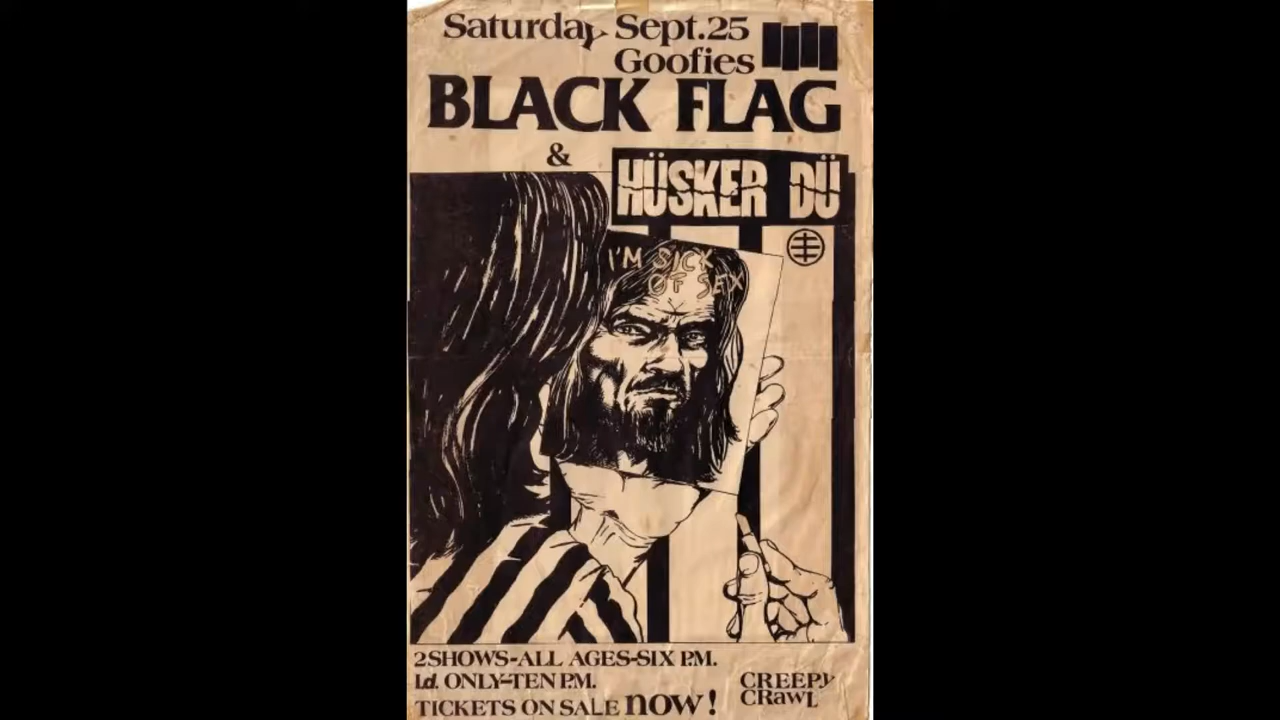 Saturday Sept.25
Goofies
BLACK FLAG
&
HÜSKER DÜ
I'M SICK
OF SEX
2 SHOWS-ALL AGES-SIX P.M.
I.d. ONLY-TEN P.M.
TICKETS ON SALE now!
CREEPY
CRawL